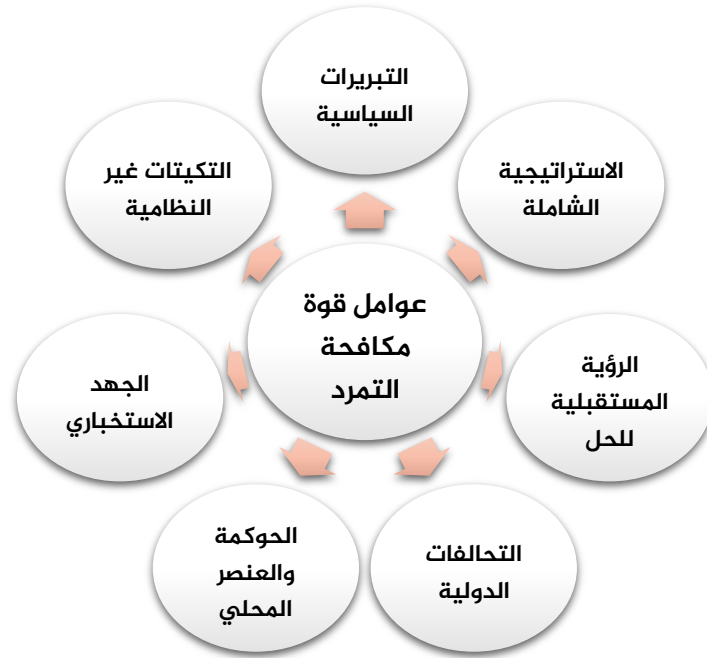 التبريرات
السياسية
الاستراتيجية
الشاملة
الرؤية
المستقبلية
للحل
التحالفات
الدولية
الحوكمة
والعنصر
المحلي
الجهد
الاستخباري
التكيتات غير
النظامية
عوامل قوة
مكافحة
التمرد